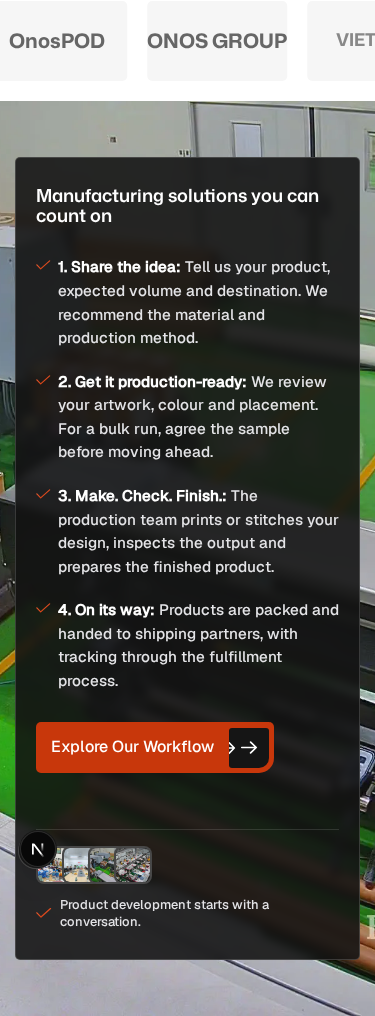 OnosPOD
ONOS GROUP
VIET
Manufacturing solutions you can
count on
1. Share the idea: Tell us your product,
expected volume and destination. We
recommend the material and
production method.
2. Get it production-ready: We review
your artwork, colour and placement.
For a bulk run, agree the sample
before moving ahead.
3. Make. Check. Finish.: The
production team prints or stitches your
design, inspects the output and
prepares the finished product.
4. On its way: Products are packed and
handed to shipping partners, with
tracking through the fulfillment
process.
Explore Our Workflow
N
Product development starts with a
conversation.